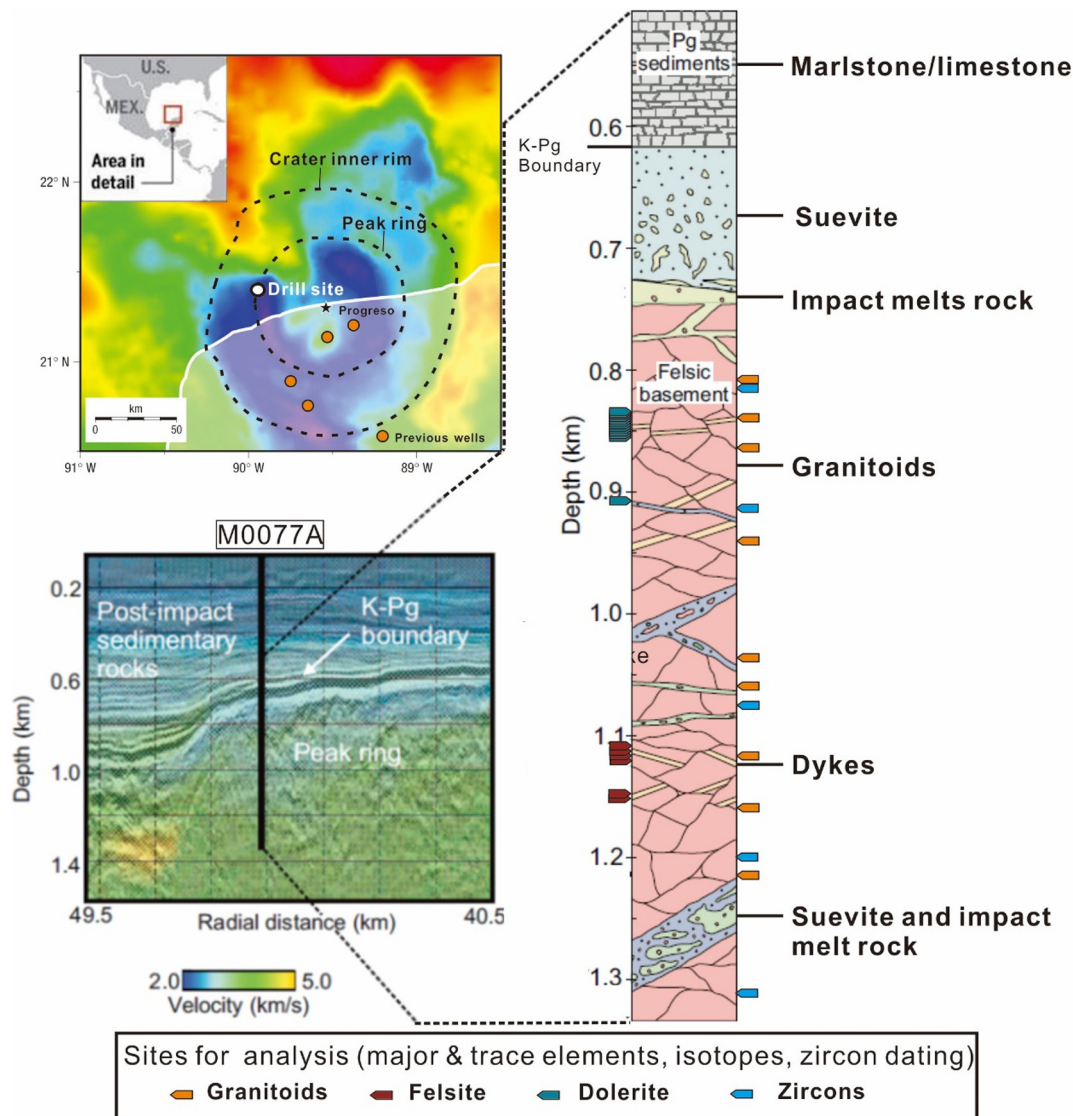 U.S.
MEX.
Area in
detail
Crater inner rim
Peak ring
Drill site
Progreso
Previous wells
22° N
21° N
km
0
50
91° W
90° W
89° W
M0077A
Post-impact
sedimentary
rocks
K-Pg
boundary
Peak ring
Depth (km)
0.2
0.6
1.0
1.4
49.5
40.5
Radial distance (km)
2.0
5.0
Velocity (km/s)
Pg
sediments
Marlstone/limestone
0.6
K-Pg
Boundary
Suevite
0.7
Impact melts rock
0.8
Felsic
basement
Granitoids
Depth (km)
0.9
1.0
ke
1.1
Dykes
1.2
Suevite and impact
melt rock
1.3
Sites for analysis (major & trace elements, isotopes, zircon dating)
Granitoids Felsite Dolerite Zircons